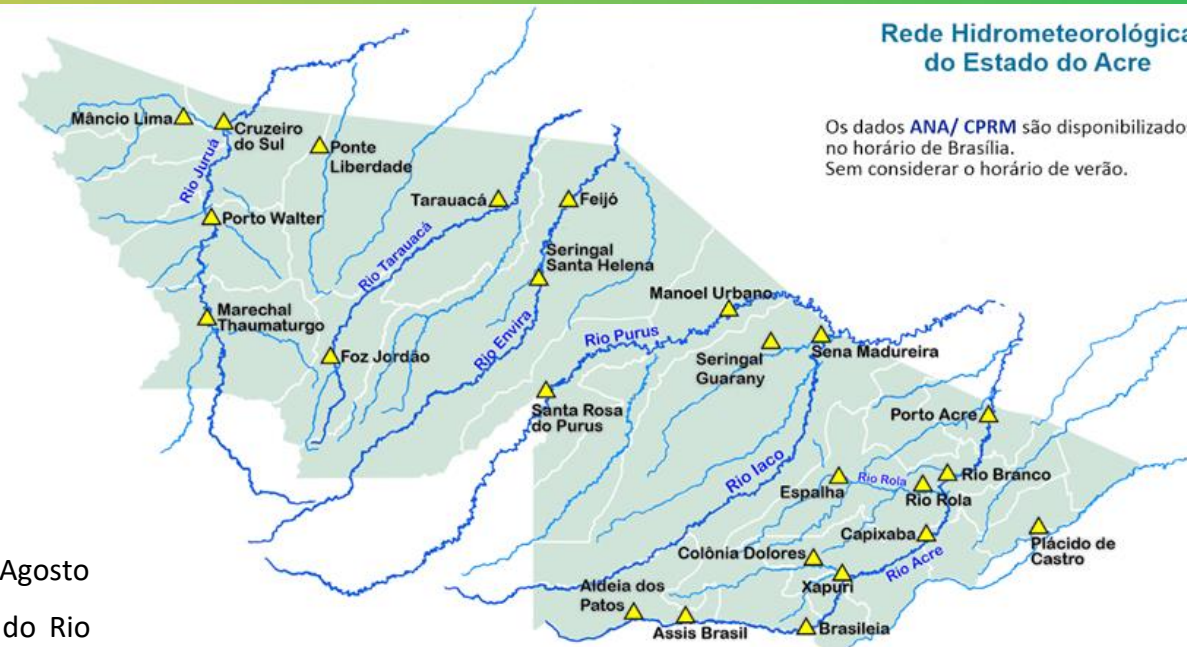 Rede Hidrometeorológica
do Estado do Acre
Os dados ANA/ CPRM são disponibilizados
no horário de Brasília.
Sem considerar o horário de verão.
Mâncio Lima
Cruzeiro
do Sul
Ponte
Liberdade
Rio Juruá
Porto Walter
Tarauacá
Feijó
Rio Tarauacá
Seringal
Santa Helena
Marechal
Thaumaturgo
Foz Jordão
Rio Envira
Manoel Urbano
Rio Purus
Seringal
Guarany
Sena Madureira
Santa Rosa
do Purus
Porto Acre
Rio Iaco
Espalha
Rio Rola
Rio Rola
Rio Branco
Capixaba
Plácido de
Castro
Colônia Dolores
Rio Acre
Xapuri
Aldeia dos
Patos
Assis Brasil
Brasileia
Agosto
do Rio